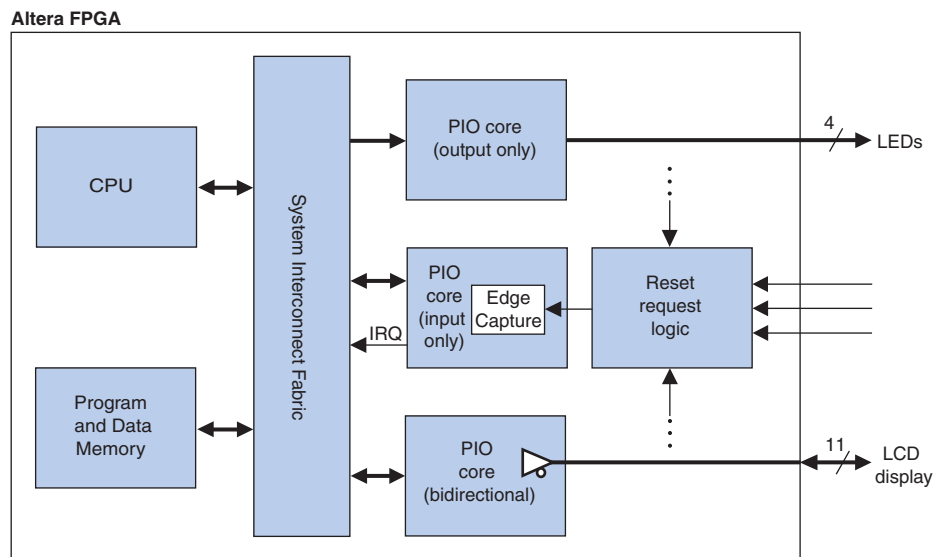 Altera FPGA
CPU
Program
and Data
Memory
System Interconnect Fabric
PIO core
(output only)
4
LEDs
PIO
core
(input
only)
Edge
Capture
IRQ
Reset
request
logic
PIO
core
(bidirectional)
11
LCD
display